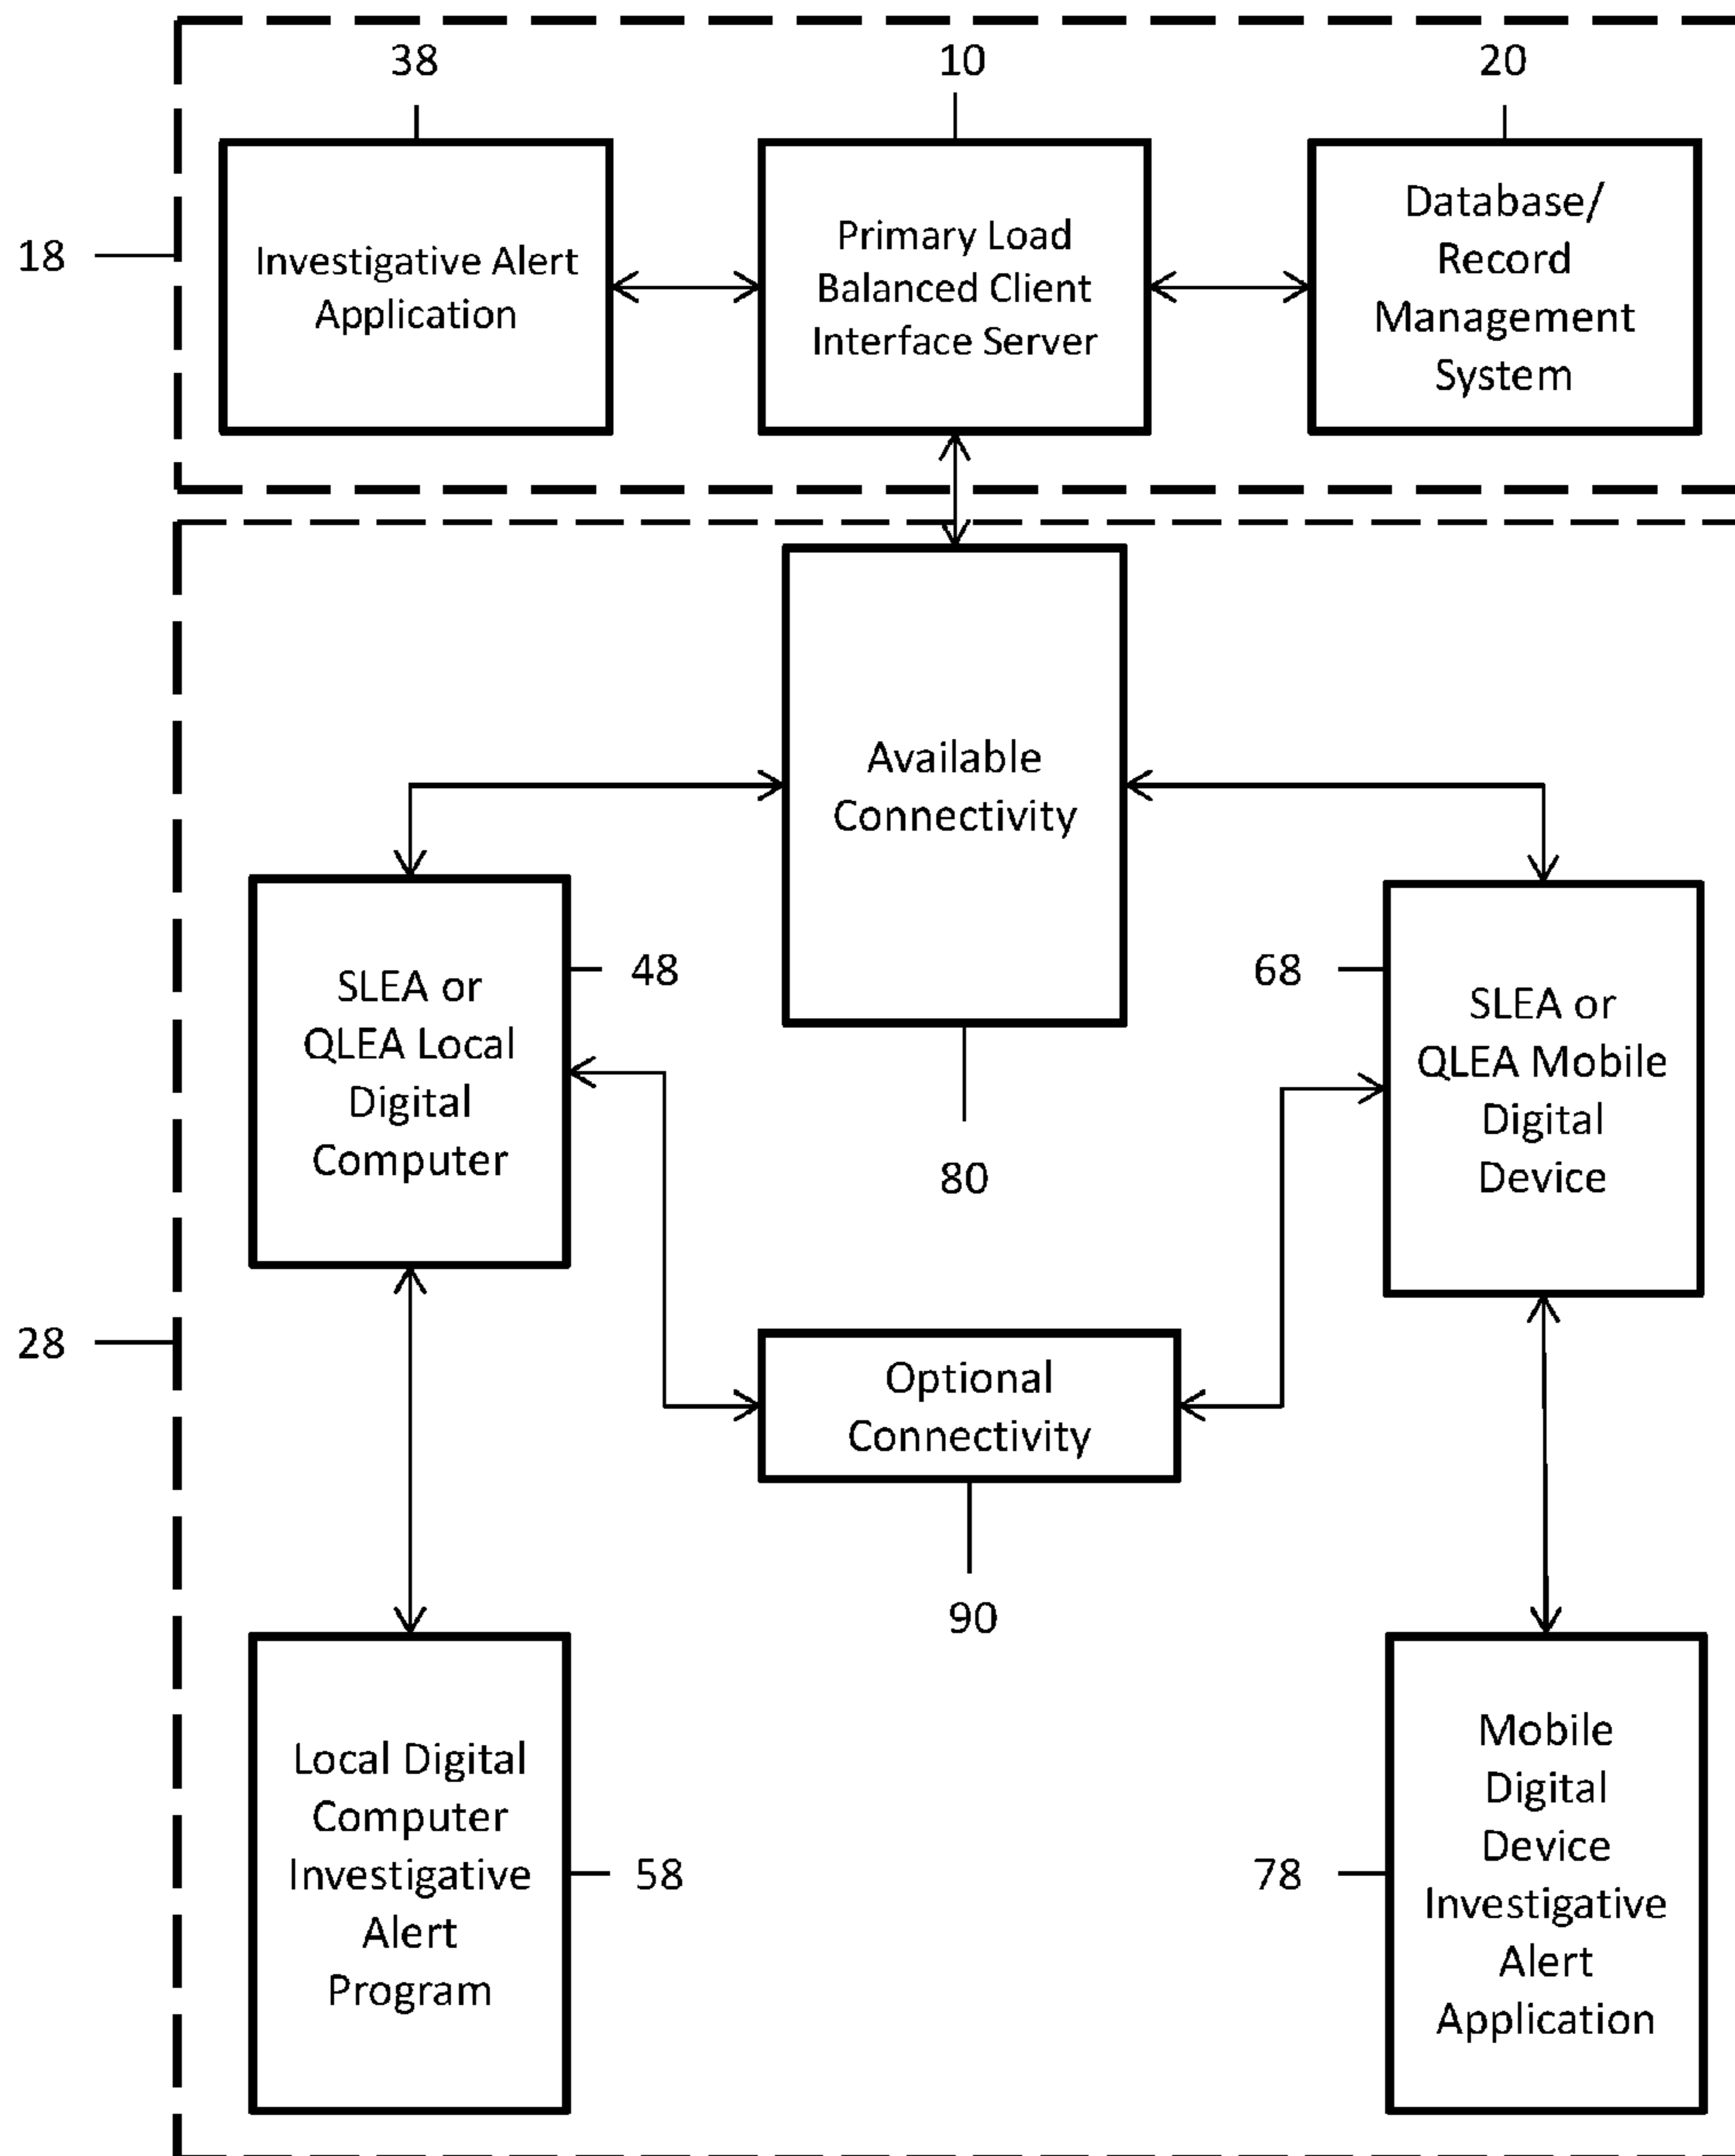 38
10
20
18
Investigative Alert
Application
Primary Load
Balanced Client
Interface Server
Database/
Record
Management
System
Available
Connectivity
80
SLEA or
QLEA Local
Digital
Computer
48
68
SLEA or
QLEA Mobile
Digital
Device
28
Optional
Connectivity
90
Local Digital
Computer
Investigative
Alert
Program
58
78
Mobile
Digital
Device
Investigative
Alert
Application